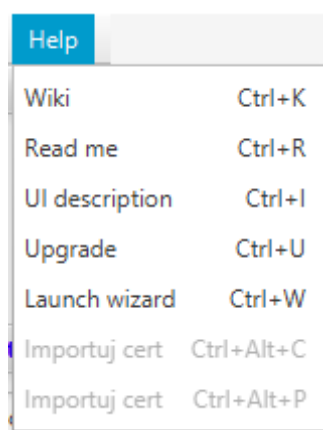 Help
Wiki Ctrl+K
Read me Ctrl+R
UI description Ctrl+I
Upgrade Ctrl+U
Launch wizard Ctrl+W
Importuj cert Ctrl+Alt+C
Importuj cert Ctrl+Alt+P